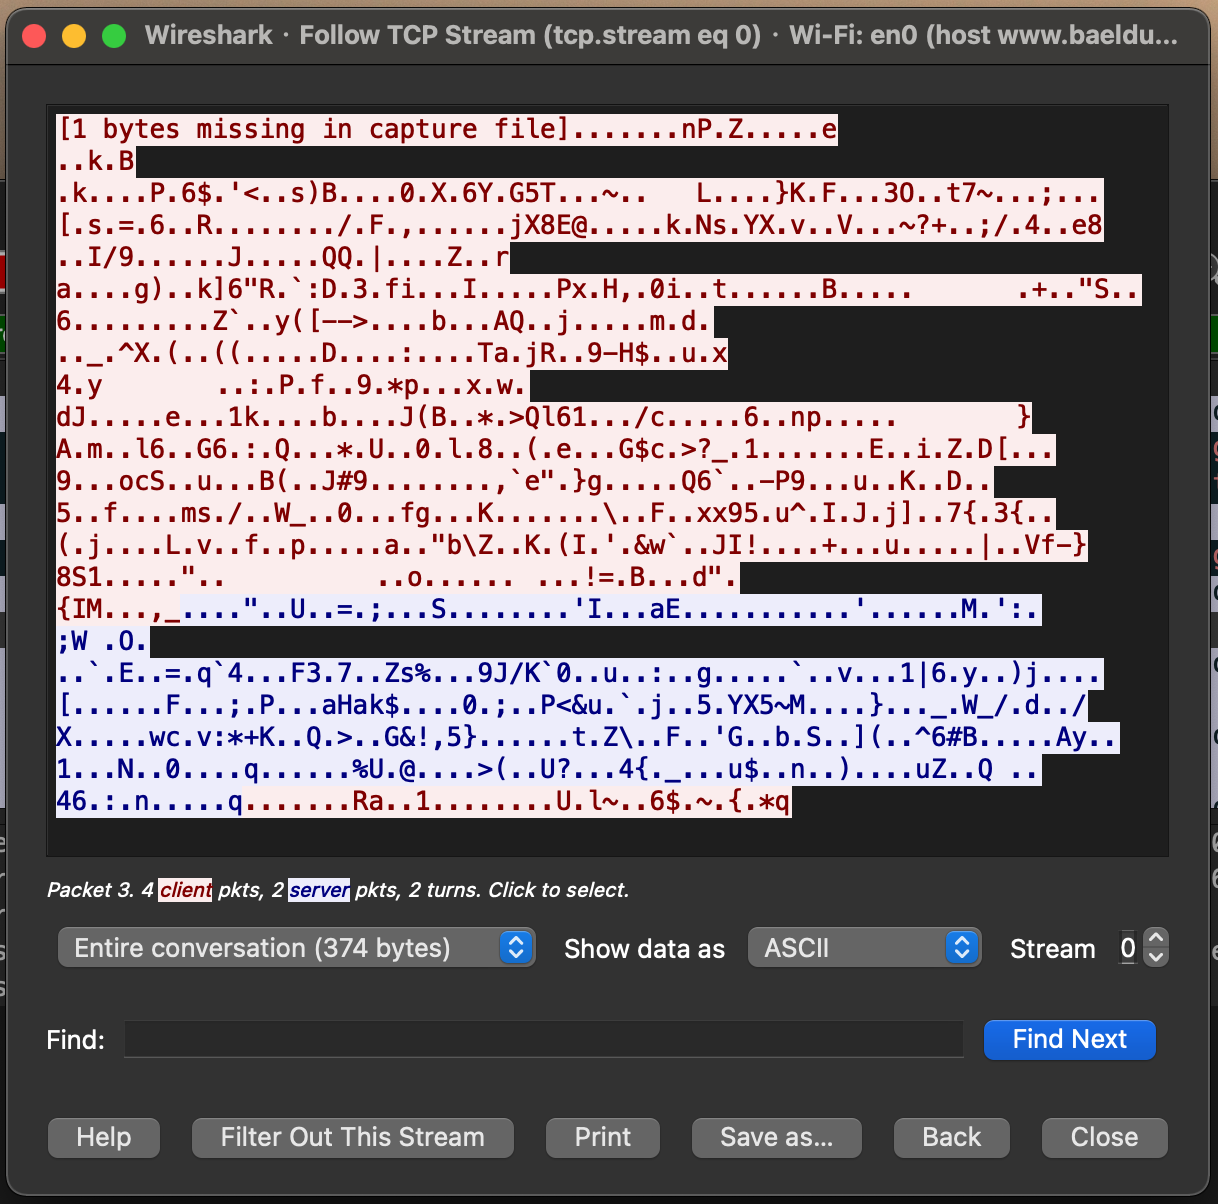 Wireshark · Follow TCP Stream (tcp.stream eq 0) · Wi-Fi: en0 (host www.baeldu...
[1 bytes missing in capture file].......nP.Z.....e
..k.B
.k....P.6$.'<..s)B....0.X.6Y.G5T...~..   L....}K.F...3O..t7~...;...
[.s.=.6..R......../.F.,......jX8E@.....k.Ns.YX.v..V...~?+..;/.4..e8
..I/9......J.....QQ.|....Z..r
a....g)..k]6"R.`:D.3.fi...I.....Px.H,.0i..t......B.....       .+.."S..
6.........Z`..y([-->....b...AQ..j.....m.d.
.._.^X.(..((.....D....:....Ta.jR..9-H$..u.x
4.y       ..:.P.f..9.*p...x.w.
dJ.....e...1k....b....J(B..*.>Ql61.../c.....6..np.....        }
A.m..l6..G6.:.Q...*.U..0.l.8..(.e...G$c.>?_.1.......E..i.Z.D[...
9...ocS..u...B(..J#9........,`e".}g.....Q6`..-P9...u..K..D..
5..f....ms./..W_..0...fg...K.......\..F..xx95.u^.I.J.j]..7{.3{..
(.j....L.v..f..p.....a.."b\Z..K.(I.'.&w`..JI!....+...u.....|..Vf-}
8S1.....".           ..o...... ...!=.B...d".
{IM...,_....."..U..=.;...S........'I...aE...........'......M.':.
;W .O.
..`.E..=.q`4...F3.7..Zs%...9J/K`0..u..:..g.....`..v...1|6.y..)j....
[......F...;.P...aHak$....0.;..P<&u.`.j..5.YX5~M....}..._.W_/.d../
X.....wc.v:*+K..Q.>..G&!,5}......t.Z\..F..'G..b.S..](..^6#B.....Ay..
1...N..0....q......%U.@....>(..U?...4{._...u$..n..)....uZ..Q ..
46.:.n.....q.......Ra..1........U.l~..6$.~.{.*q
Packet 3. 4 client pkts, 2 server pkts, 2 turns. Click to select.
Entire conversation (374 bytes) Show data as ASCII Stream 0
Find: Find Next
Help Filter Out This Stream Print Save as... Back Close